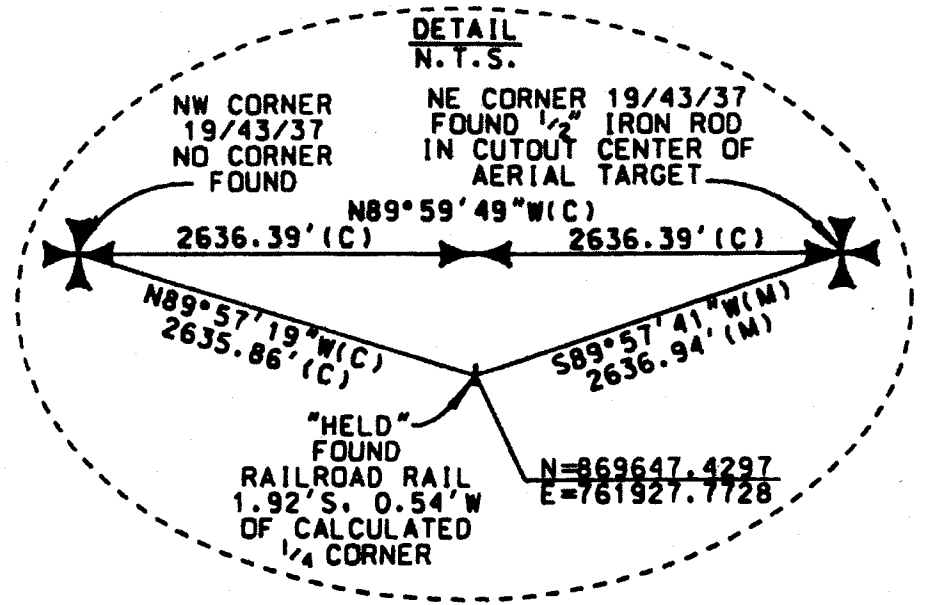 DETAIL
N.T.S.
NW CORNER
19/43/37
NO CORNER
FOUND
NE CORNER 19/43/37
FOUND 1/2" IRON ROD
IN CUTOUT CENTER OF
AERIAL TARGET
N89°59'49"W(C)
2636.39'(C)
2636.39'(C)
N89°57'19"W(C)
2635.86'(C)
S89°57'41"W(M)
2636.94'(M)
"HELD"
FOUND
RAILROAD RAIL
1.92'S, 0.54'W
OF CALCULATED
1/4 CORNER
N=869647.4297
E=761927.7728